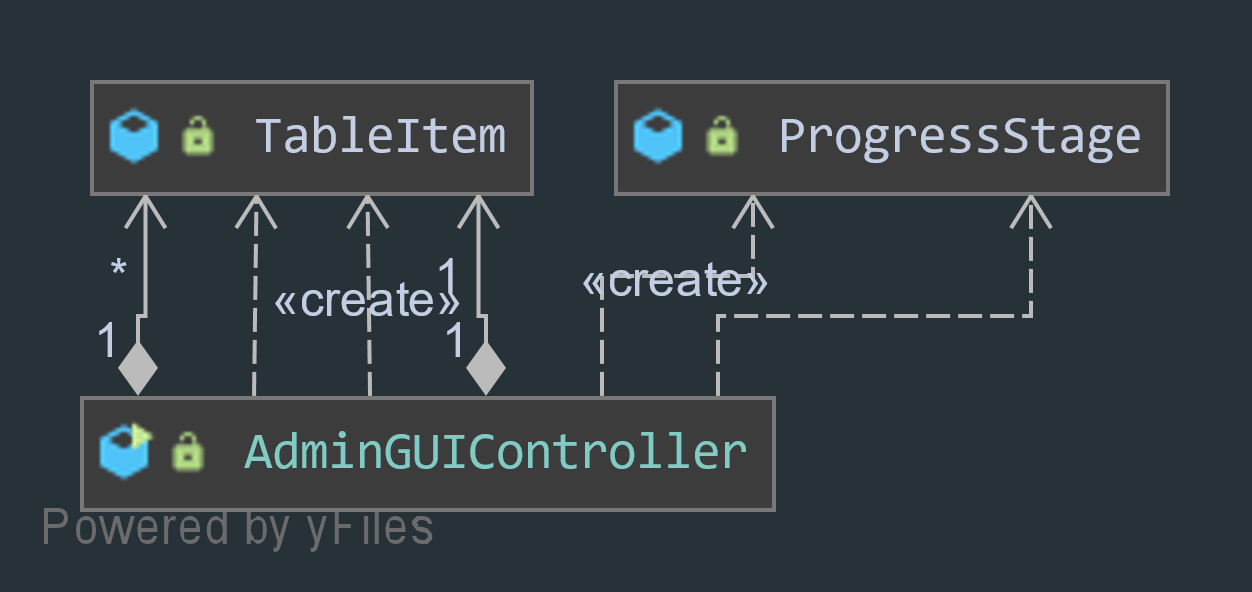 TableItem
ProgressStage
*
1
«create»
«create»
1
1
AdminGUIController
Powered by yFiles